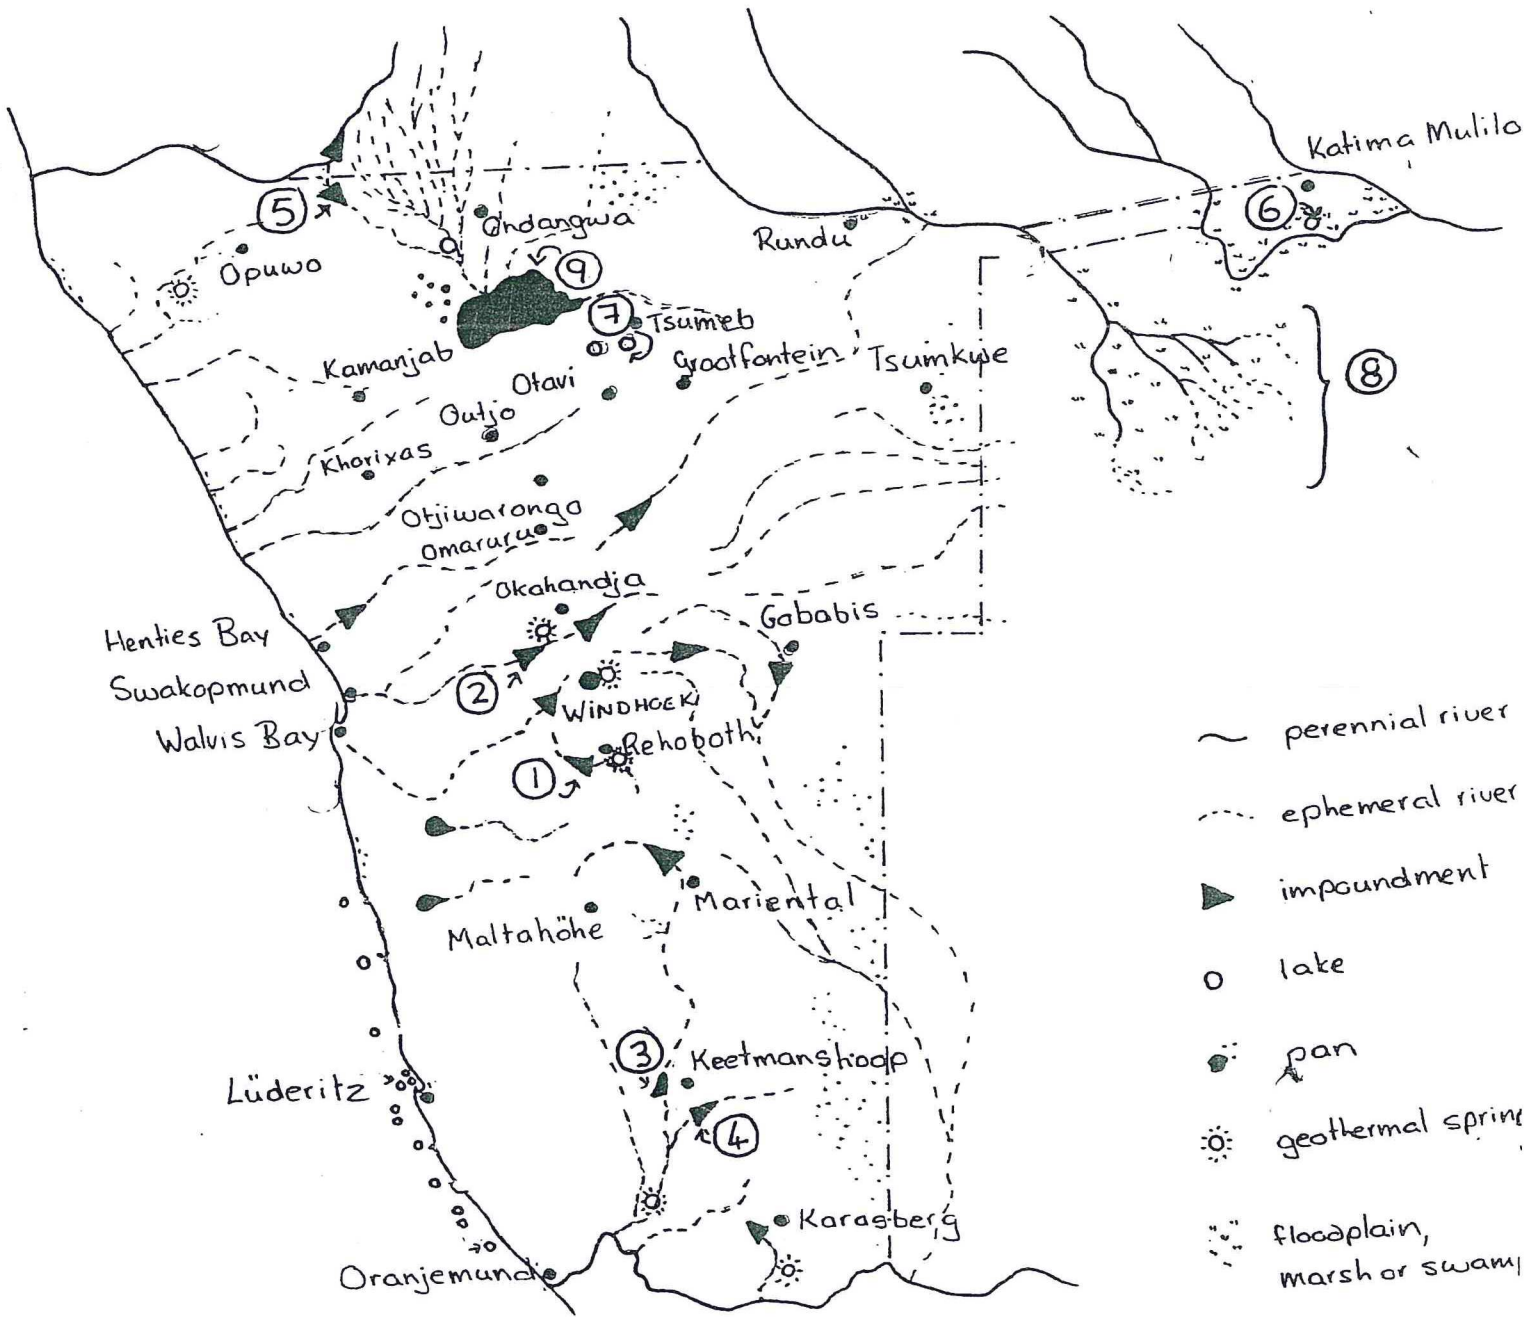 Katima Mulilo
5
6
Ondangwa
Rundu
Opuwo
9
7
Tsumeb
Kamanjab
Grootfontein
Tsumkwe
8
Otavi
Outjo
Khorixas
Otjiwarongo
Omaruru
Okahandja
Gobabis
Henties Bay
Swakopmund
2
WINDHOEK
Walvis Bay
Rehoboth
1
perennial river
ephemeral river
impoundment
Mariental
Maltahöhe
lake
3
Keetmanshoop
pan
Lüderitz
4
geothermal spring
Karasberg
floodplain,
marsh or swamp
Oranjemund